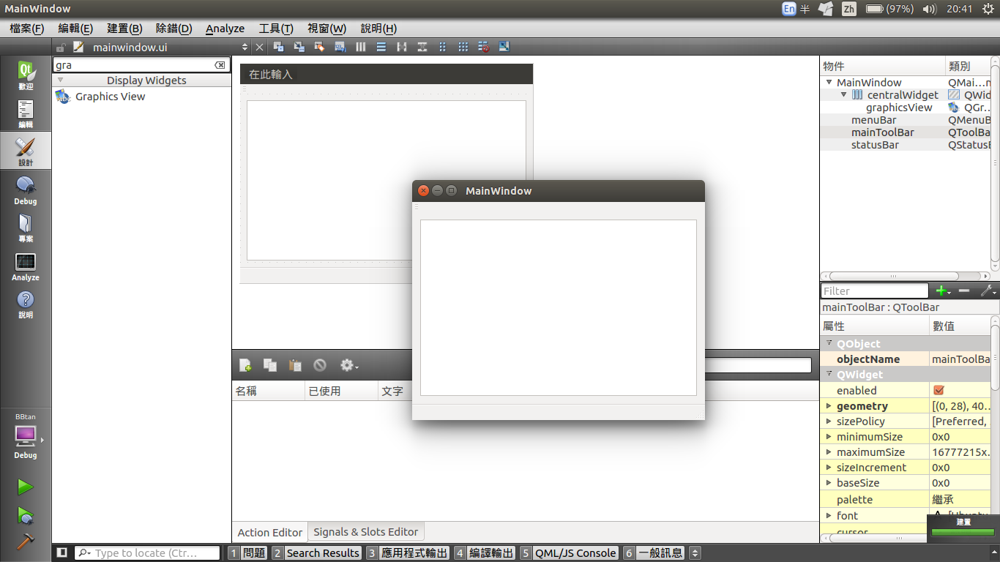 MainWindow En 半 Zh (97%) 20:41
檔案(F) 編輯(E) 建置(B) 除錯(D) Analyze 工具(T) 視窗(W) 說明(H)
mainwindow.ui
歡迎
編輯
設計
Debug
專案
Analyze
說明
BBtan
Debug
gra
Display Widgets
Graphics View
在此輸入
MainWindow
名稱 已使用 文字
Action Editor Signals & Slots Editor
物件 類別
MainWindow QMai...n
centralWidget QWid
graphicsView QGr...
menuBar QMenuB
mainToolBar QToolBa
statusBar QStatusB
Filter
mainToolBar : QToolBar
屬性 數值
QObject
objectName mainToolBa
QWidget
enabled
geometry [(0, 28), 40...
sizePolicy [Preferred,
minimumSize 0x0
maximumSize 16777215x...
sizeIncrement 0x0
baseSize 0x0
palette 繼承
font
cursor
建置
Type to locate (Ctr... 1 問題 2 Search Results 3 應用程式輸出 4 編譯輸出 5 QML/JS Console 6 一般訊息